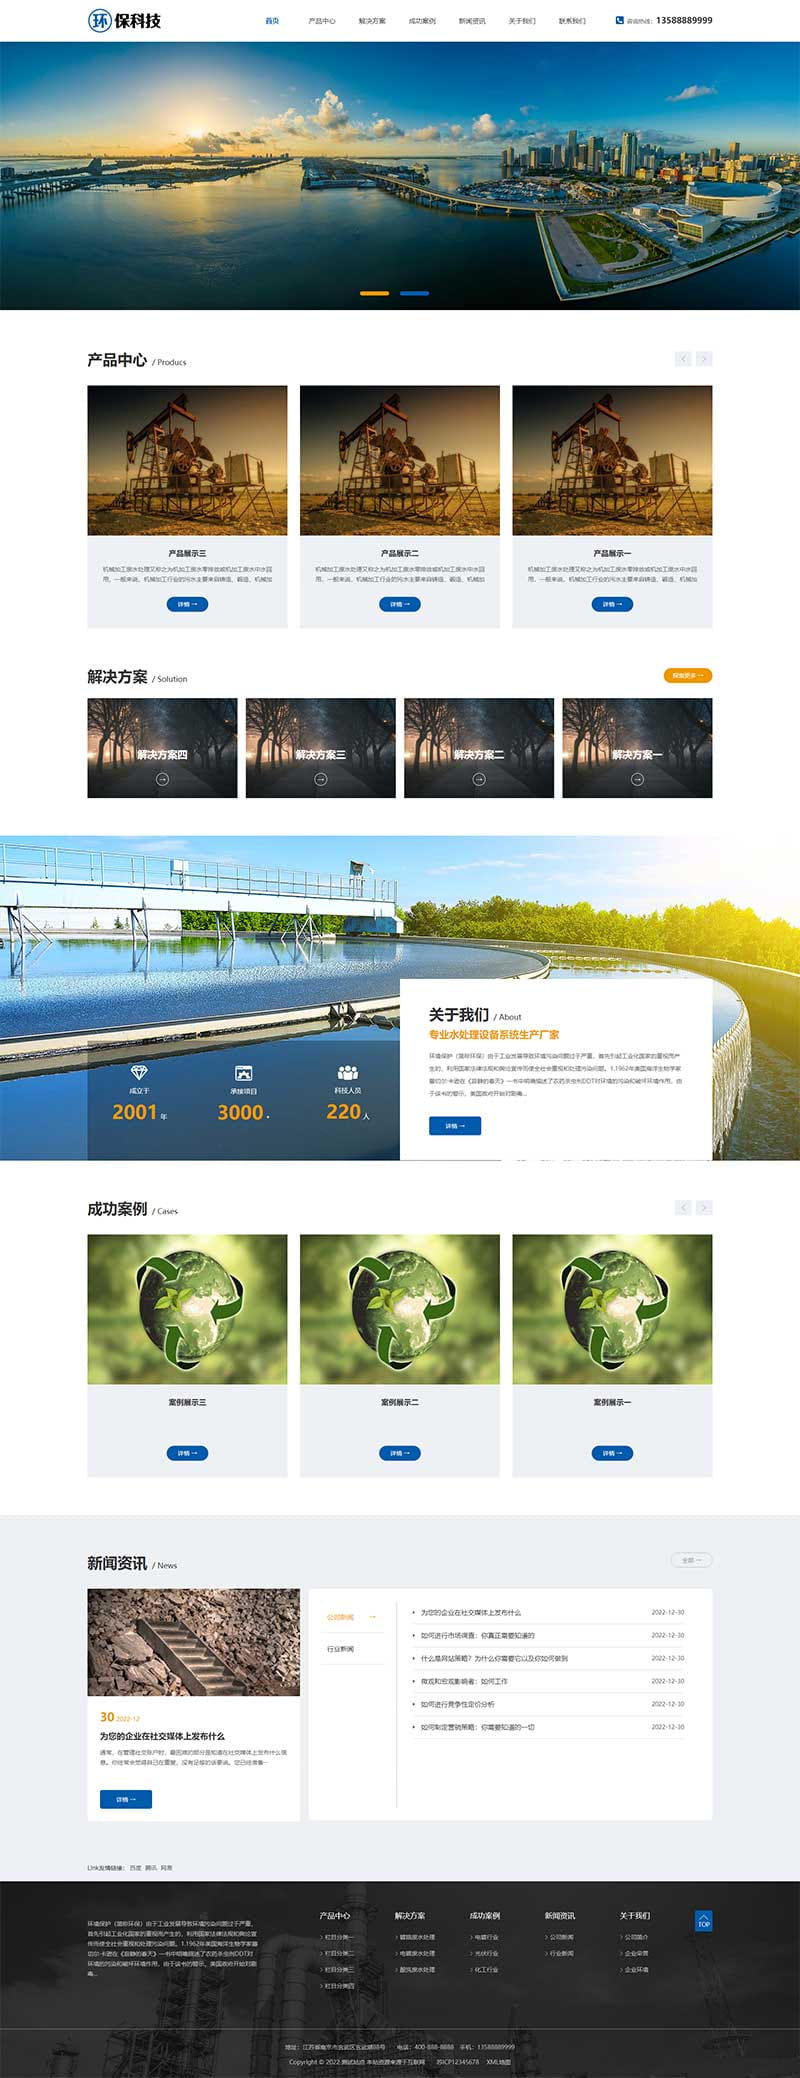 环 保科技
首页 产品中心 解决方案 成功案例 新闻资讯 关于我们 联系我们 咨询热线: 13588889999
产品中心 / Producs
产品展示三 产品展示二 产品展示一
机械加工废水处理又称之为机加工废水零排放或机加工废水中水回 机械加工废水处理又称之为机加工废水零排放或机加工废水中水回 机械加工废水处理又称之为机加工废水零排放或机加工废水中水回
用。一般来说，机械加工行业的污水主要来自铸造、锻造、机械加 用。一般来说，机械加工行业的污水主要来自铸造、锻造、机械加 用。一般来说，机械加工行业的污水主要来自铸造、锻造、机械加
详情 → 详情 → 详情 →
解决方案 / Solution
探索更多 →
解决方案四 解决方案三 解决方案二 解决方案一
关于我们 / About
专业水处理设备系统生产厂家
环境保护（简称环保）由于工业发展导致环境污染问题过于严重，首先引起工业化国家的重视而产
生的，利用国家法律法规和舆论宣传而使全社会重视和处理污染问题。1.1962年美国海洋生物学家蕾
切尔·卡逊在《寂静的春天》一书中明确描述了农药杀虫剂DDT对环境的污染和破坏环境作用，由
于该书的警示，美国政府开始对剧毒...
详情 →
成立于 承接项目 科技人员
2001 年 3000 + 220 人
成功案例 / Cases
案例展示三 案例展示二 案例展示一
详情 → 详情 → 详情 →
新闻资讯 / News
全部 →
30 2022-12
为您的企业在社交媒体上发布什么
通常，在管理社交账户时，最困难的部分是知道在社交媒体上发布什么信
息。你经常会觉得自己在重复，没有足够的话要说。您已经准备···
详情 →
公司新闻 →
行业新闻
为您的企业在社交媒体上发布什么 2022-12-30
如何进行市场调查：你真正需要知道的 2022-12-30
什么是网站策略？为什么你需要它以及你如何做到 2022-12-30
微观和宏观影响者：如何工作 2022-12-30
如何进行竞争性定价分析 2022-12-30
如何制定营销策略：你需要知道的一切 2022-12-30
Link友情链接： 百度 腾讯 网易
环境保护（简称环保）由于工业发展导致环境污染问题过于严重，
首先引起工业化国家的重视而产生的，利用国家法律法规和舆论宣
传而使全社会重视和处理污染问题。1.1962年美国海洋生物学家蕾
切尔·卡逊在《寂静的春天》一书中明确描述了农药杀虫剂DDT对
环境的污染和破坏环境作用，由于该书的警示，美国政府开始对剧
毒...
产品中心
> 栏目分类一
> 栏目分类二
> 栏目分类三
> 栏目分类四
解决方案
> 镀锅废水处理
> 电镀废水处理
> 酸洗废水处理
成功案例
> 电镀行业
> 光伏行业
> 化工行业
新闻资讯
> 公司新闻
> 行业新闻
关于我们
> 公司简介
> 企业荣誉
> 企业环境
TOP
地址：江苏省南京市玄武区玄武湖88号 电话：400-888-8888 手机：13588889999
Copyright © 2022 测试站点 本站资源来源于互联网 苏ICP12345678 XML地图